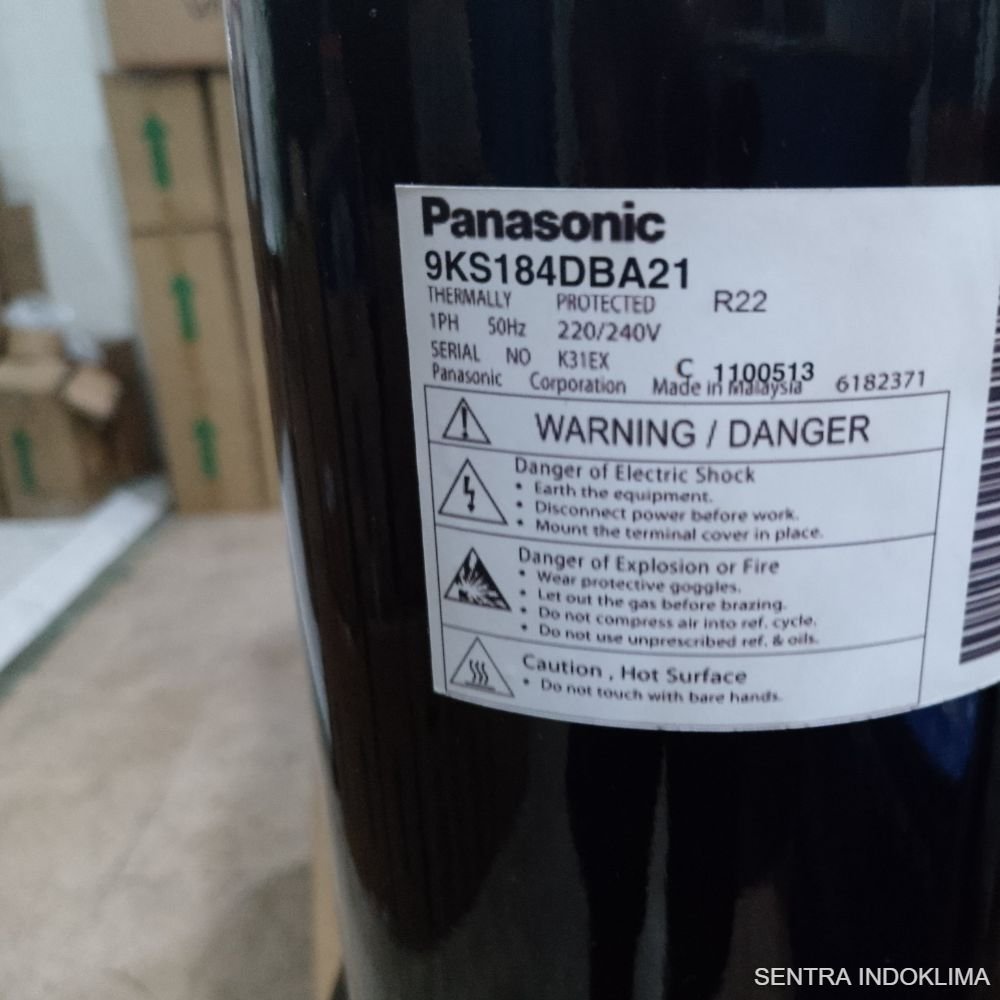 Panasonic
9KS184DBA21
THERMALLY PROTECTED R22
1PH 50Hz 220/240V
SERIAL NO K31EX C 1100513
Panasonic Corporation Made in Malaysia 6182371
WARNING / DANGER
Danger of Electric Shock
• Earth the equipment.
• Disconnect power before work.
• Mount the terminal cover in place.
Danger of Explosion or Fire
• Wear protective goggles.
• Let out the gas before brazing.
• Do not compress air into ref. cycle.
• Do not use unprescribed ref. & oils.
Caution , Hot Surface
• Do not touch with bare hands.
SENTRA INDOKLIMA